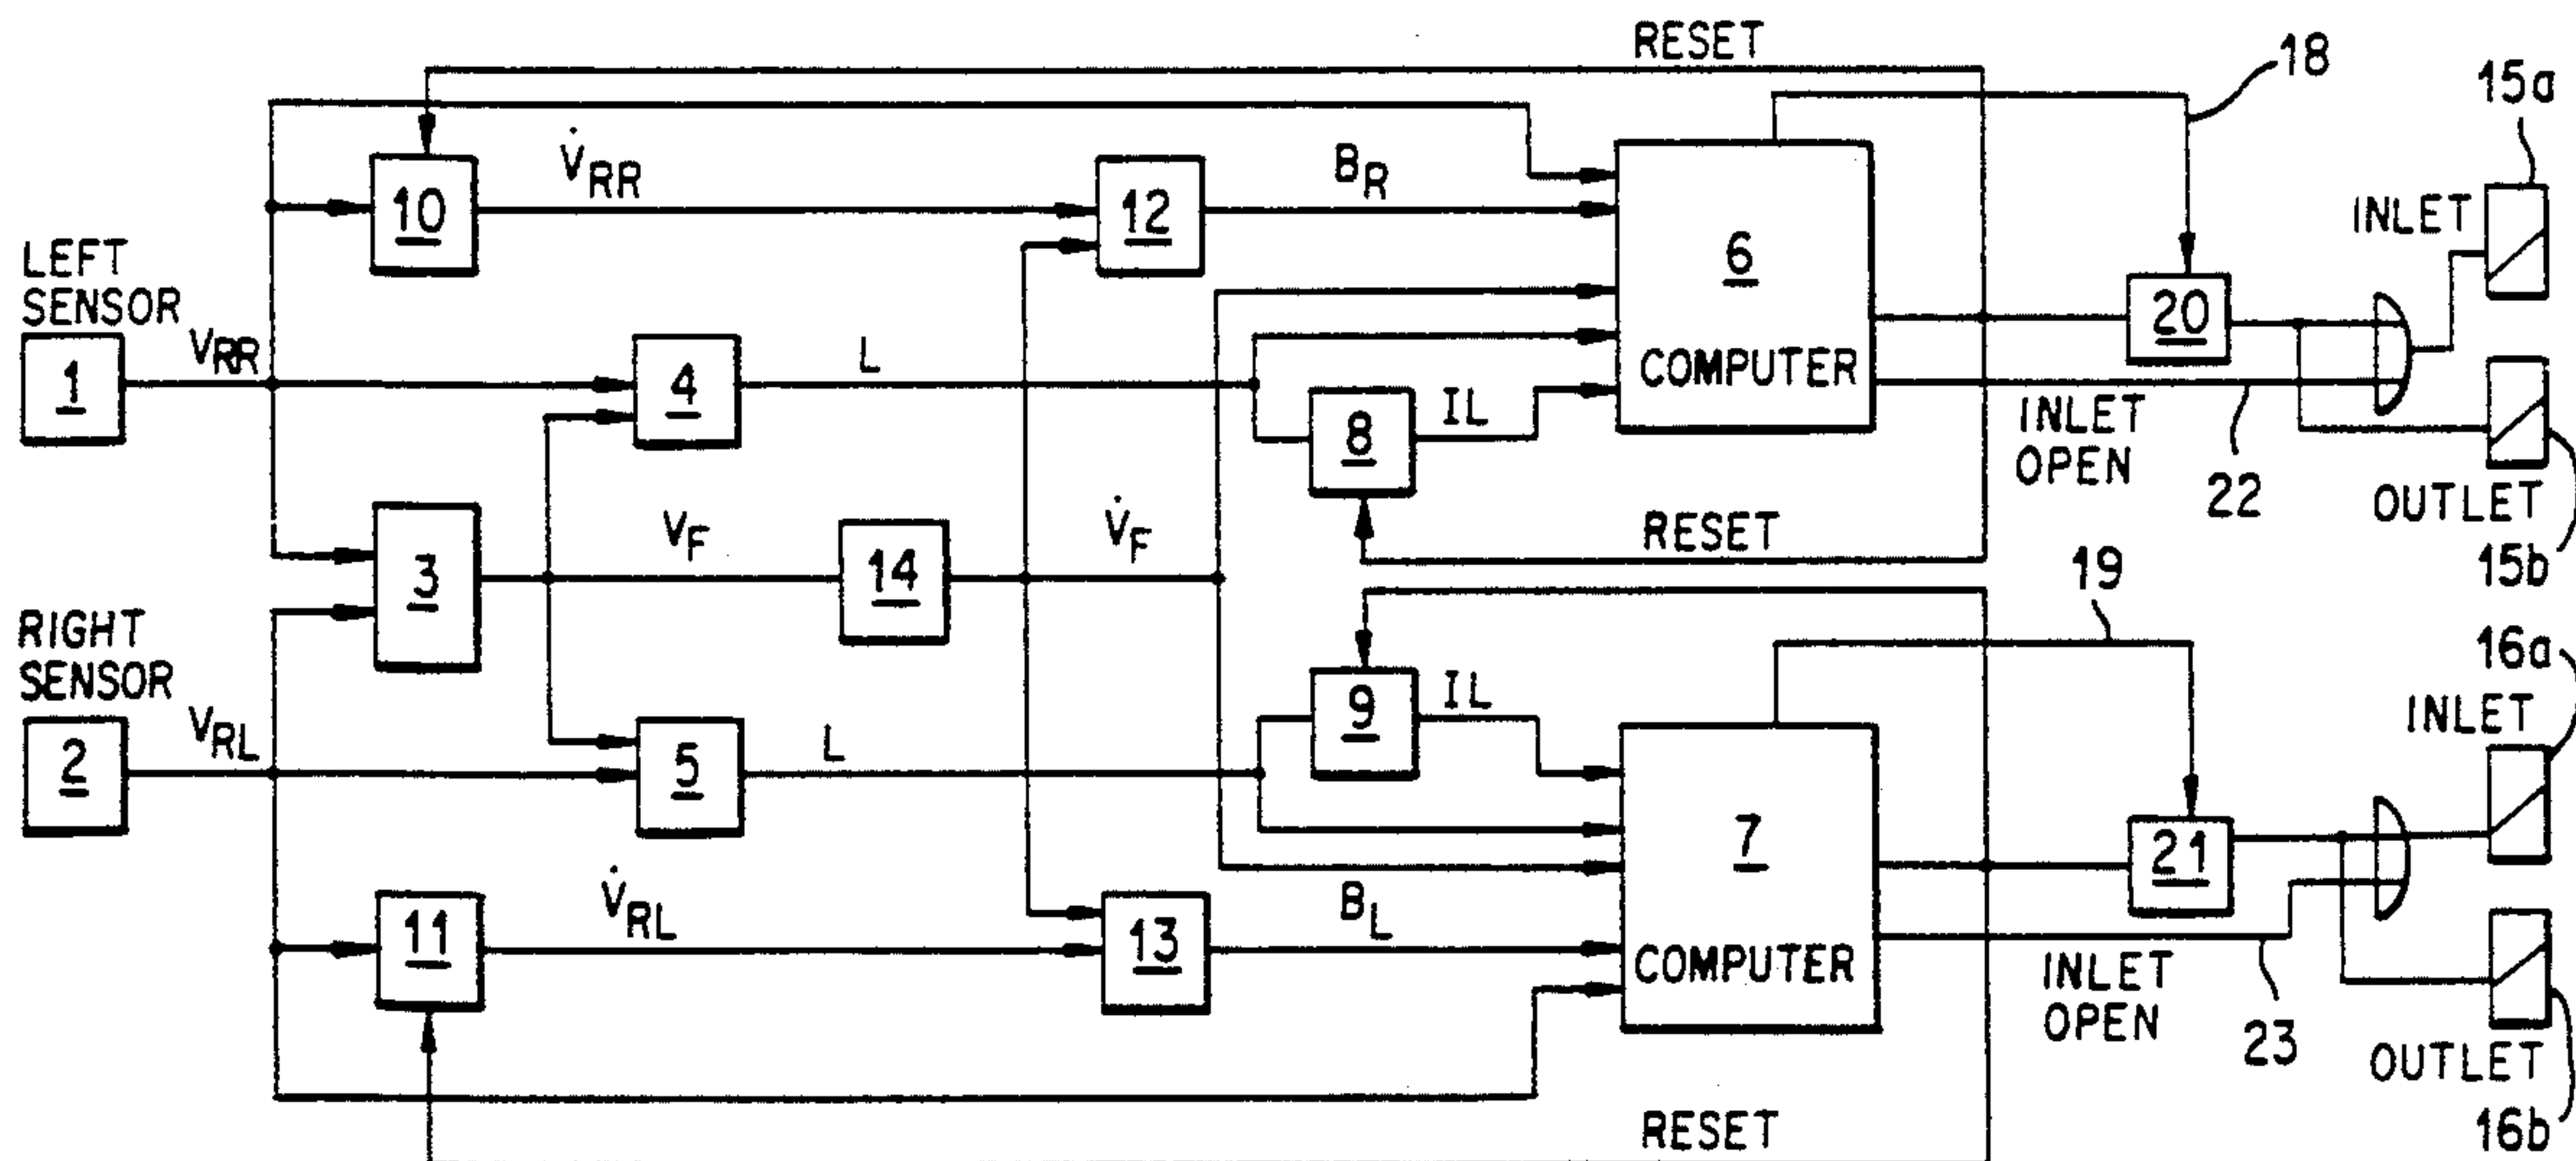 RESET
18
15a
V̇RR
BR
10
12
INLET
6
LEFT
SENSOR
20
VRR
L
1
4
COMPUTER
8
IL
INLET
OPEN
22
OUTLET
RESET
15b
VF
V̇F
3
14
19
RIGHT
SENSOR
16a
9
IL
INLET
VRL
L
2
5
7
21
V̇RL
BL
11
13
COMPUTER
INLET
OPEN
23
OUTLET
RESET
16b